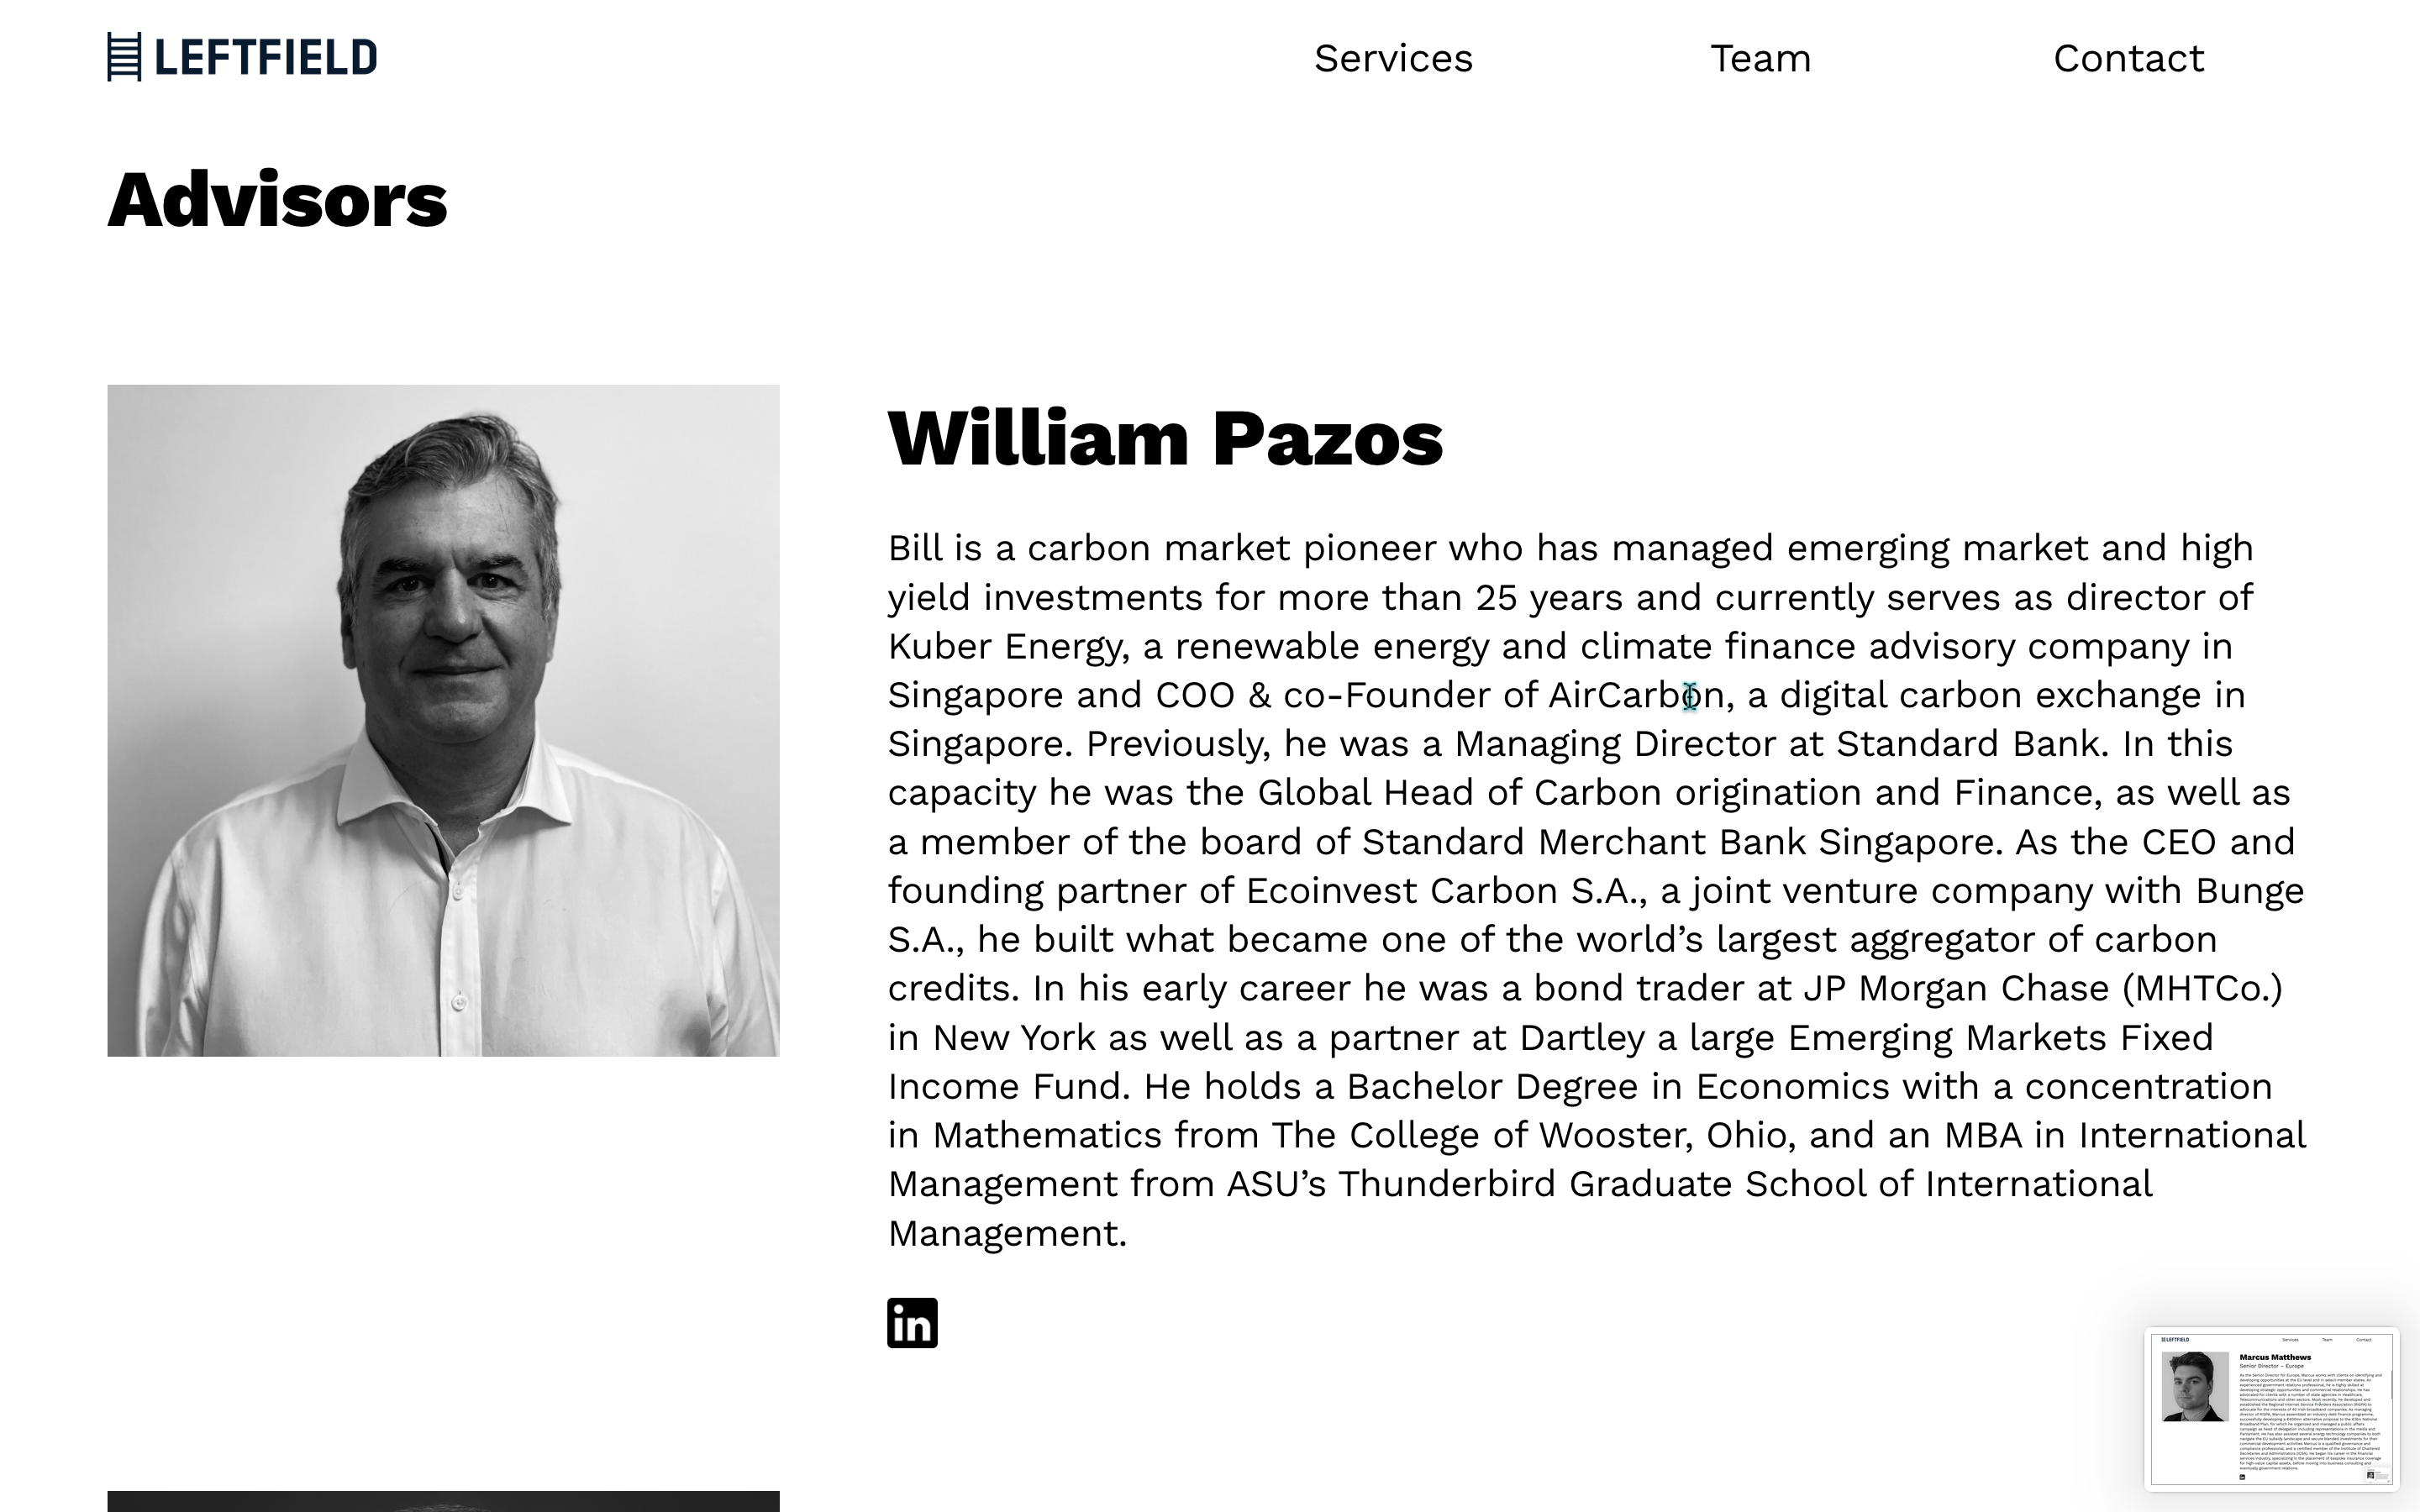 LEFTFIELD
Services
Team
Contact
Advisors
William Pazos
Bill is a carbon market pioneer who has managed emerging market and high
yield investments for more than 25 years and currently serves as director of
Kuber Energy, a renewable energy and climate finance advisory company in
Singapore and COO & co-Founder of AirCarbon, a digital carbon exchange in
Singapore. Previously, he was a Managing Director at Standard Bank. In this
capacity he was the Global Head of Carbon origination and Finance, as well as
a member of the board of Standard Merchant Bank Singapore. As the CEO and
founding partner of Ecoinvest Carbon S.A., a joint venture company with Bunge
S.A., he built what became one of the world’s largest aggregator of carbon
credits. In his early career he was a bond trader at JP Morgan Chase (MHTCo.)
in New York as well as a partner at Dartley a large Emerging Markets Fixed
Income Fund. He holds a Bachelor Degree in Economics with a concentration
in Mathematics from The College of Wooster, Ohio, and an MBA in International
Management from ASU’s Thunderbird Graduate School of International
Management.
in
LEFTFIELD
Services
Team
Contact
Marcus Matthews
Senior Director – Europe